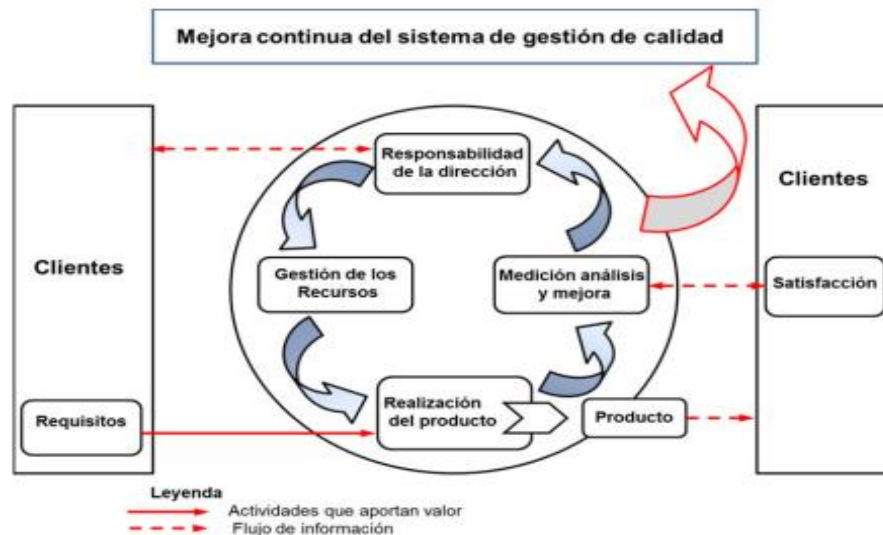 Mejora continua del sistema de gestión de calidad
Clientes
Requisitos
Responsabilidad
de la dirección
Gestión de los
Recursos
Medición análisis
y mejora
Realización
del producto
Producto
Clientes
Satisfacción
Leyenda
Actividades que aportan valor
Flujo de información